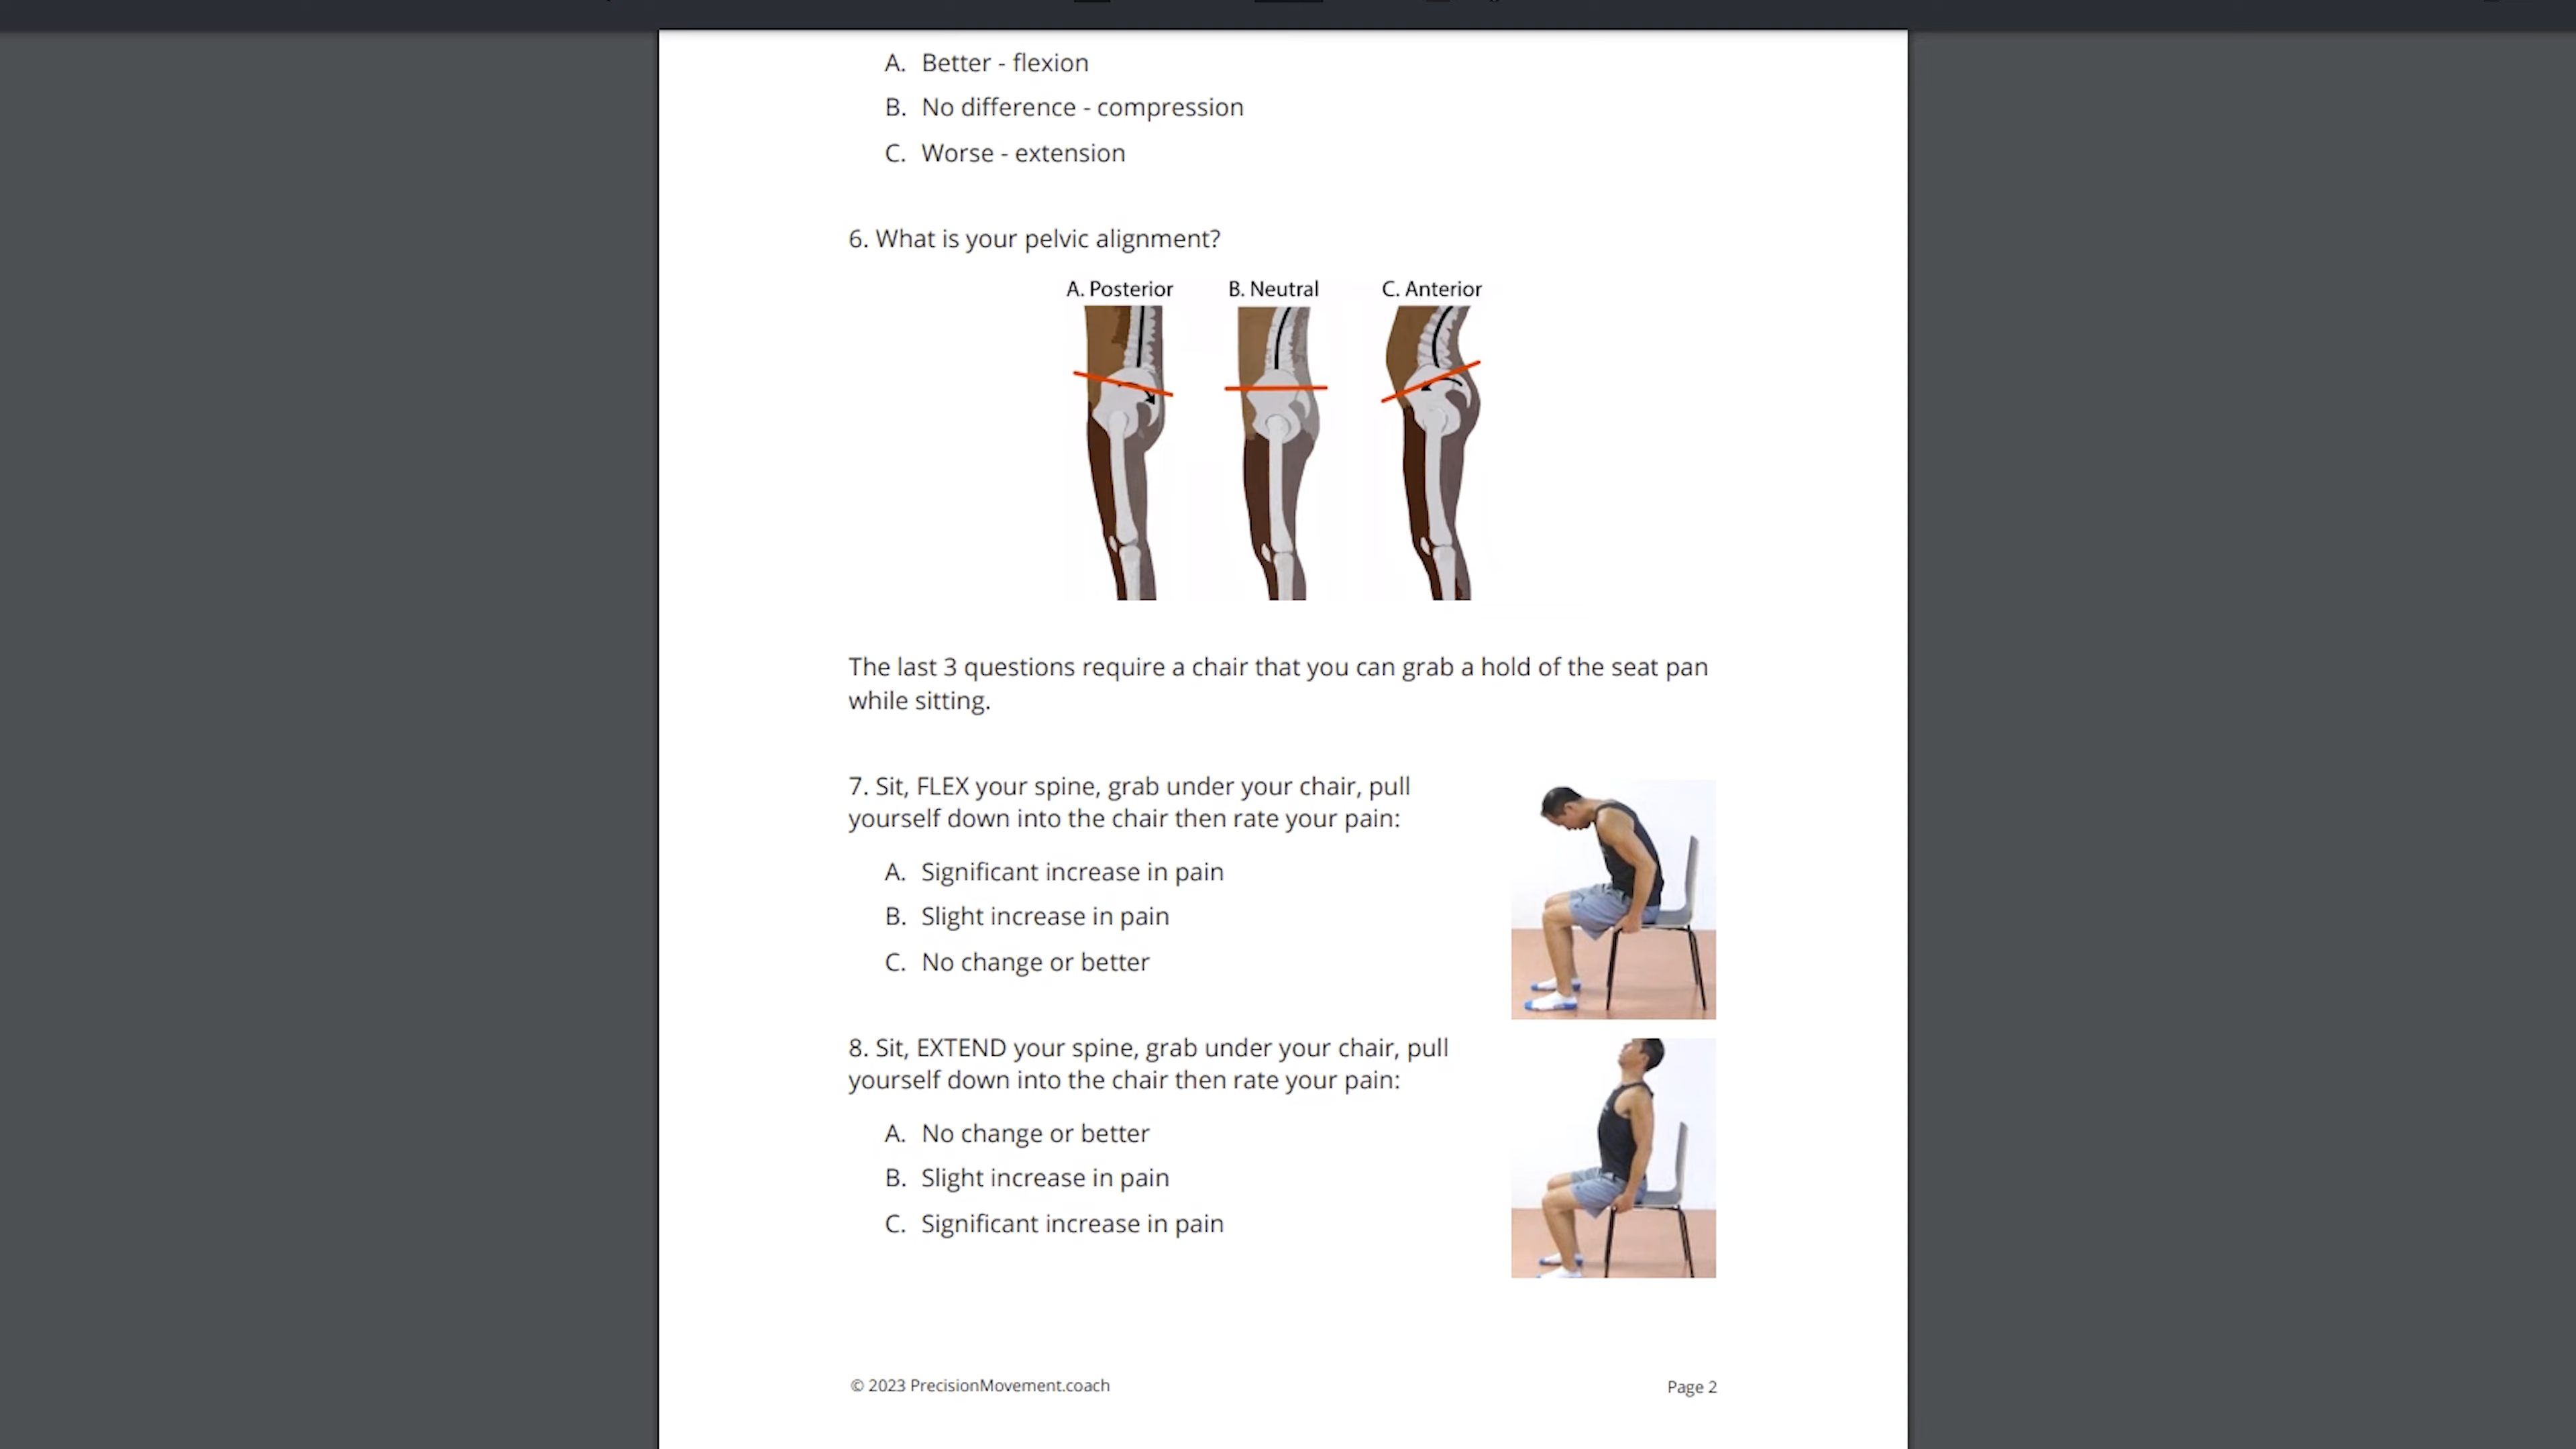 A. Better - flexion
B. No difference - compression
C. Worse - extension
6. What is your pelvic alignment?
A. Posterior
B. Neutral
C. Anterior
The last 3 questions require a chair that you can grab a hold of the seat pan
while sitting.
7. Sit, FLEX your spine, grab under your chair, pull
yourself down into the chair then rate your pain:
A. Significant increase in pain
B. Slight increase in pain
C. No change or better
8. Sit, EXTEND your spine, grab under your chair, pull
yourself down into the chair then rate your pain:
A. No change or better
B. Slight increase in pain
C. Significant increase in pain
© 2023 PrecisionMovement.coach
Page 2